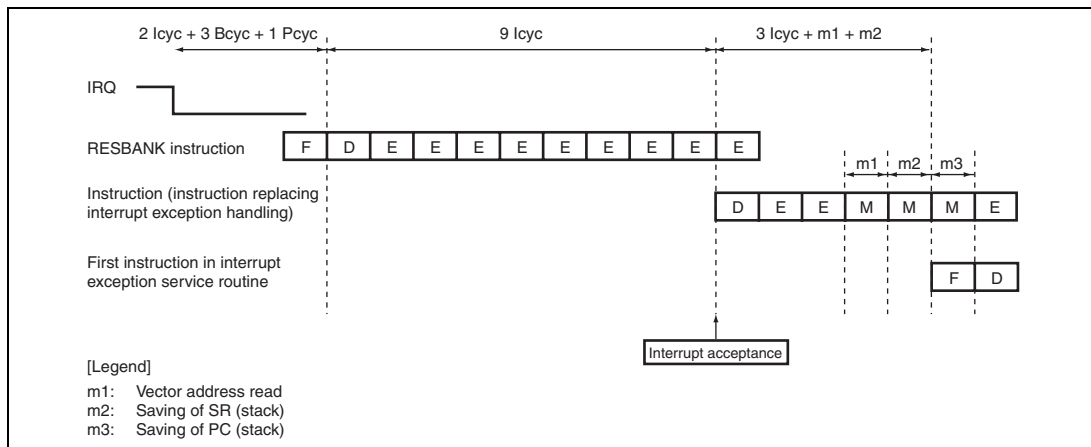 2 Icyc + 3 Bcyc + 1 Pcyc 9 Icyc 3 Icyc + m1 + m2
IRQ
RESBANK instruction F D E E E E E E E E E
m1 m2 m3
Instruction (instruction replacing
interrupt exception handling)
D E E M M M E
First instruction in interrupt
exception service routine
F D
Interrupt acceptance
[Legend]
m1: Vector address read
m2: Saving of SR (stack)
m3: Saving of PC (stack)